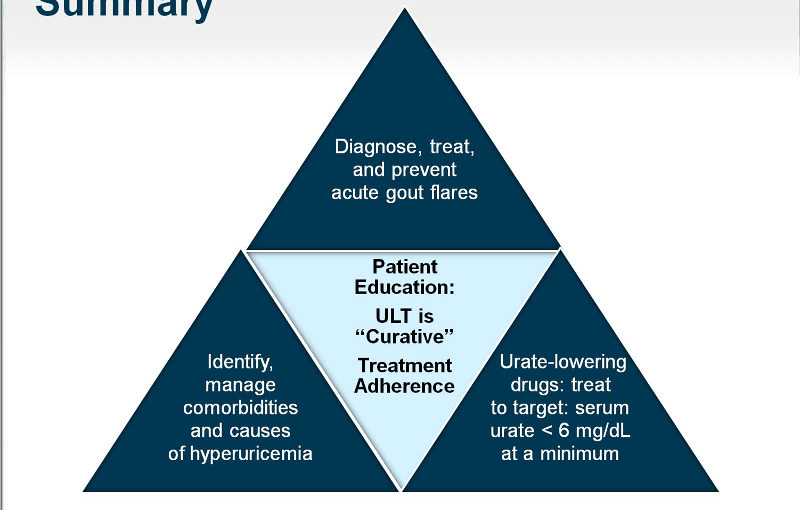 Summary
Diagnose, treat,
and prevent
acute gout flares
Patient
Education:
ULT is
“Curative”
Treatment
Adherence
Identify,
manage
comorbidities
and causes
of hyperuricemia
Urate-lowering
drugs: treat
to target: serum
urate < 6 mg/dL
at a minimum